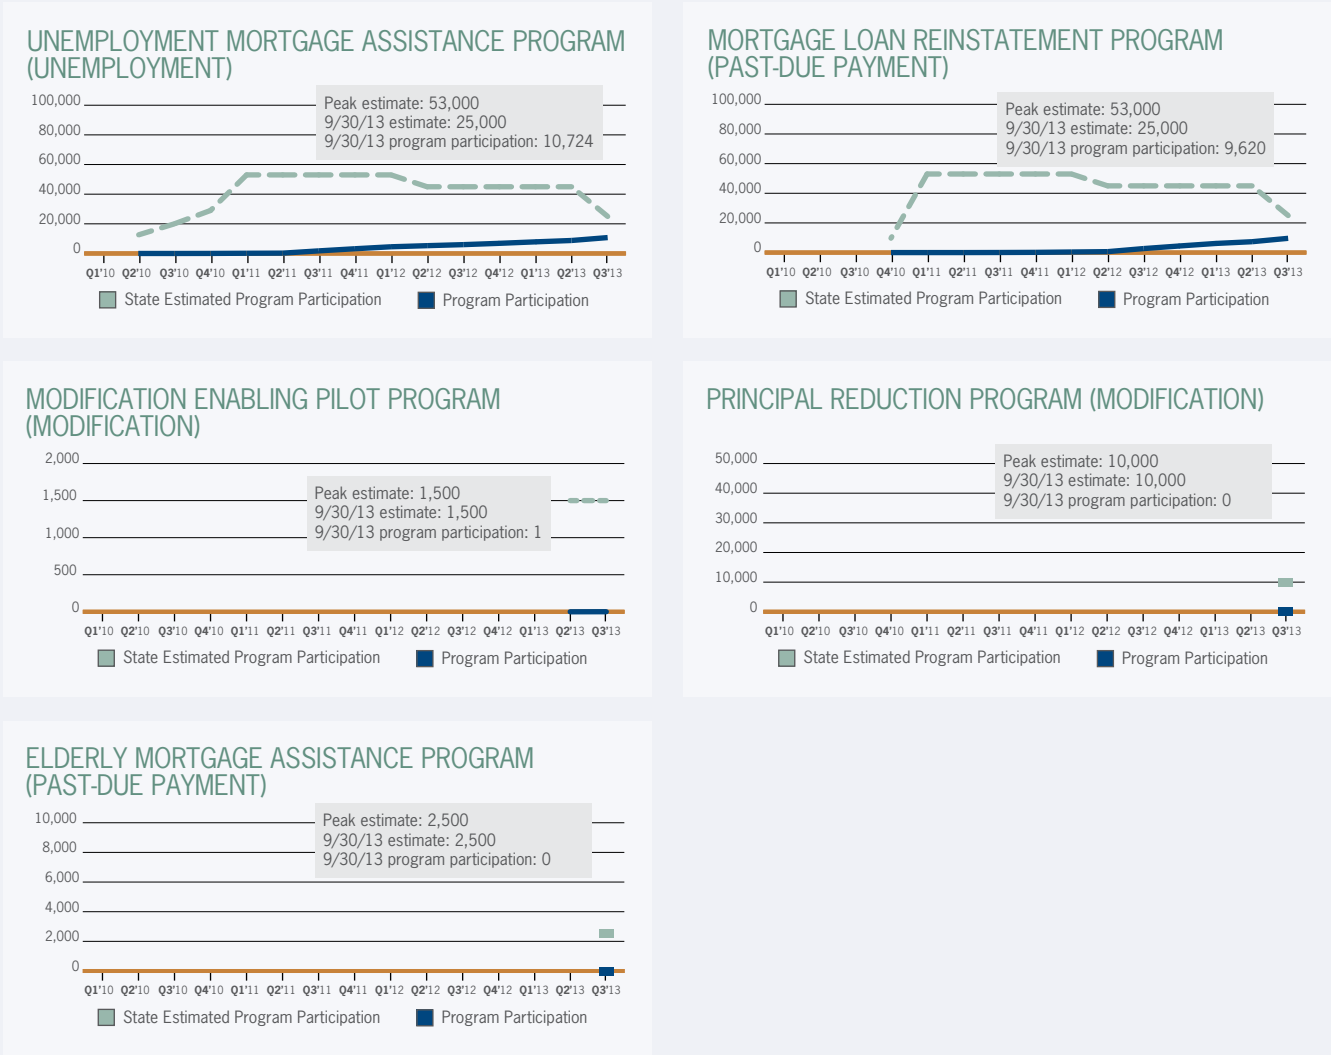 UNEMPLOYMENT MORTGAGE ASSISTANCE PROGRAM
(UNEMPLOYMENT)
Peak estimate: 53,000
9/30/13 estimate: 25,000
9/30/13 program participation: 10,724
100,000
80,000
60,000
40,000
20,000
0
Q1'10 Q2'10 Q3'10 Q4'10 Q1'11 Q2'11 Q3'11 Q4'11 Q1'12 Q2'12 Q3'12 Q4'12 Q1'13 Q2'13 Q3'13
State Estimated Program Participation Program Participation
MORTGAGE LOAN REINSTATEMENT PROGRAM
(PAST-DUE PAYMENT)
Peak estimate: 53,000
9/30/13 estimate: 25,000
9/30/13 program participation: 9,620
100,000
80,000
60,000
40,000
20,000
0
Q1'10 Q2'10 Q3'10 Q4'10 Q1'11 Q2'11 Q3'11 Q4'11 Q1'12 Q2'12 Q3'12 Q4'12 Q1'13 Q2'13 Q3'13
State Estimated Program Participation Program Participation
MODIFICATION ENABLING PILOT PROGRAM
(MODIFICATION)
2,000
Peak estimate: 1,500
9/30/13 estimate: 1,500
9/30/13 program participation: 1
1,500
1,000
500
0
Q1'10 Q2'10 Q3'10 Q4'10 Q1'11 Q2'11 Q3'11 Q4'11 Q1'12 Q2'12 Q3'12 Q4'12 Q1'13 Q2'13 Q3'13
State Estimated Program Participation Program Participation
PRINCIPAL REDUCTION PROGRAM (MODIFICATION)
Peak estimate: 10,000
9/30/13 estimate: 10,000
9/30/13 program participation: 0
50,000
40,000
30,000
20,000
10,000
0
Q1'10 Q2'10 Q3'10 Q4'10 Q1'11 Q2'11 Q3'11 Q4'11 Q1'12 Q2'12 Q3'12 Q4'12 Q1'13 Q2'13 Q3'13
State Estimated Program Participation Program Participation
ELDERLY MORTGAGE ASSISTANCE PROGRAM
(PAST-DUE PAYMENT)
Peak estimate: 2,500
9/30/13 estimate: 2,500
9/30/13 program participation: 0
10,000
8,000
6,000
4,000
2,000
0
Q1'10 Q2'10 Q3'10 Q4'10 Q1'11 Q2'11 Q3'11 Q4'11 Q1'12 Q2'12 Q3'12 Q4'12 Q1'13 Q2'13 Q3'13
State Estimated Program Participation Program Participation